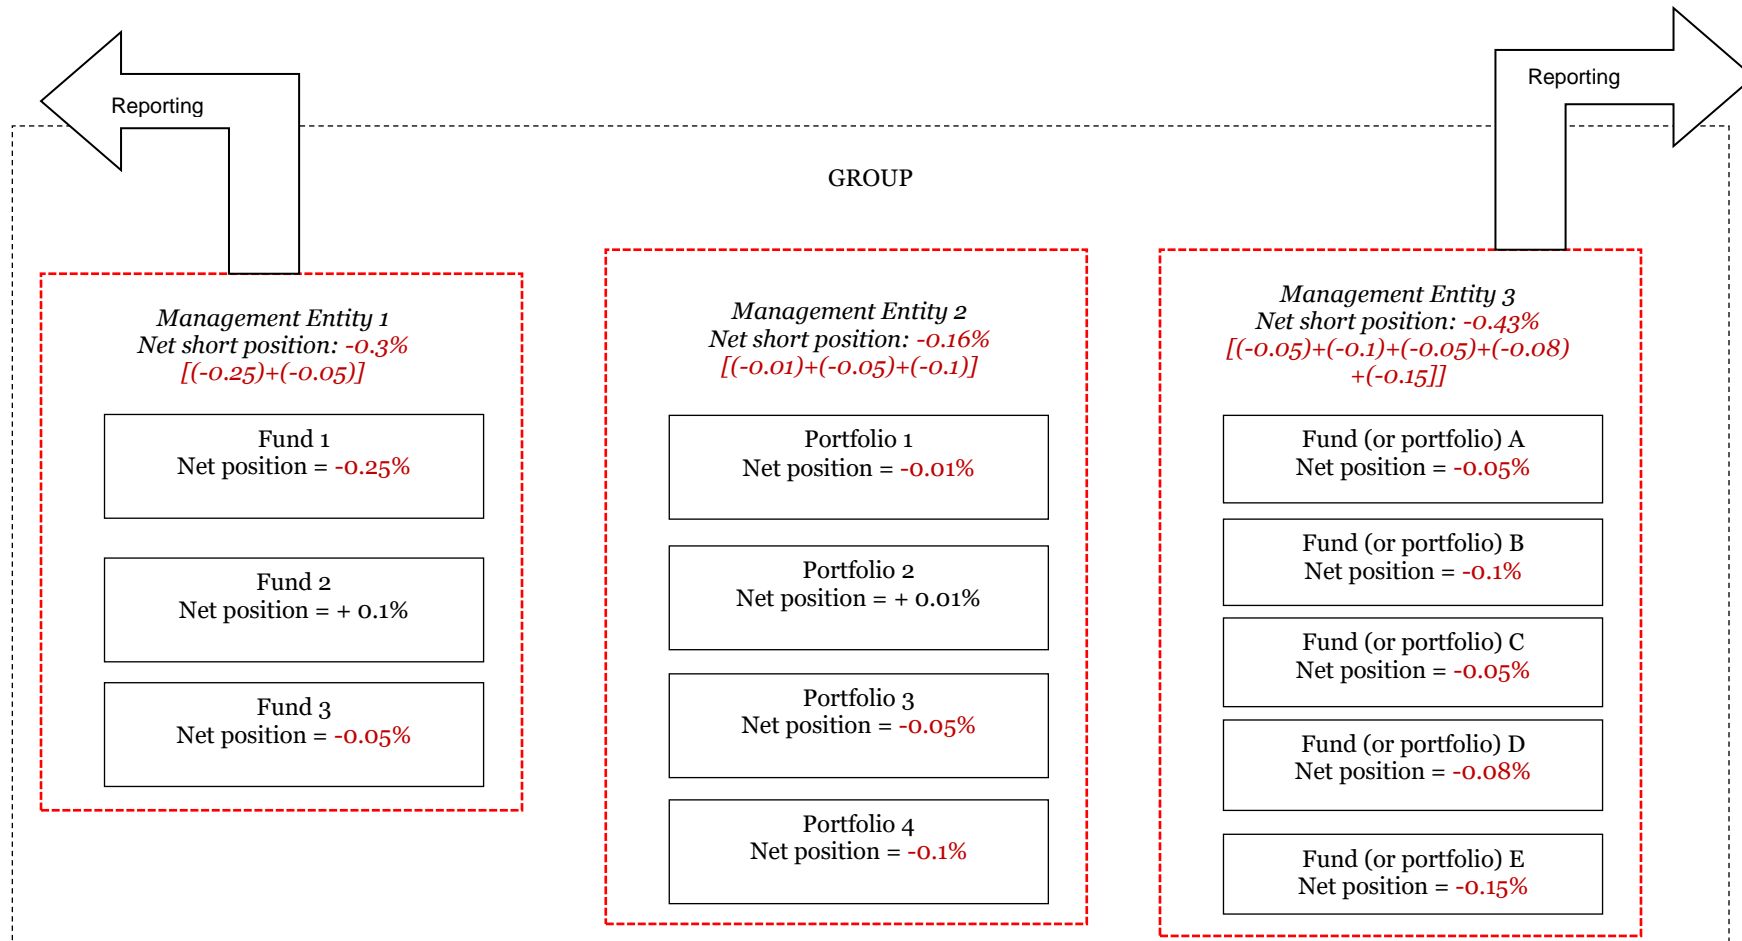 Reporting
Reporting
GROUP
Management Entity 1
Net short position: -0.3%
[(-0.25)+(-0.05)]
Fund 1
Net position = -0.25%
Fund 2
Net position = + 0.1%
Fund 3
Net position = -0.05%
Management Entity 2
Net short position: -0.16%
[(-0.01)+(-0.05)+(-0.1)]
Portfolio 1
Net position = -0.01%
Portfolio 2
Net position = + 0.01%
Portfolio 3
Net position = -0.05%
Portfolio 4
Net position = -0.1%
Management Entity 3
Net short position: -0.43%
[(-0.05)+(-0.1)+(-0.05)+(-0.08)
+(-0.15]]
Fund (or portfolio) A
Net position = -0.05%
Fund (or portfolio) B
Net position = -0.1%
Fund (or portfolio) C
Net position = -0.05%
Fund (or portfolio) D
Net position = -0.08%
Fund (or portfolio) E
Net position = -0.15%